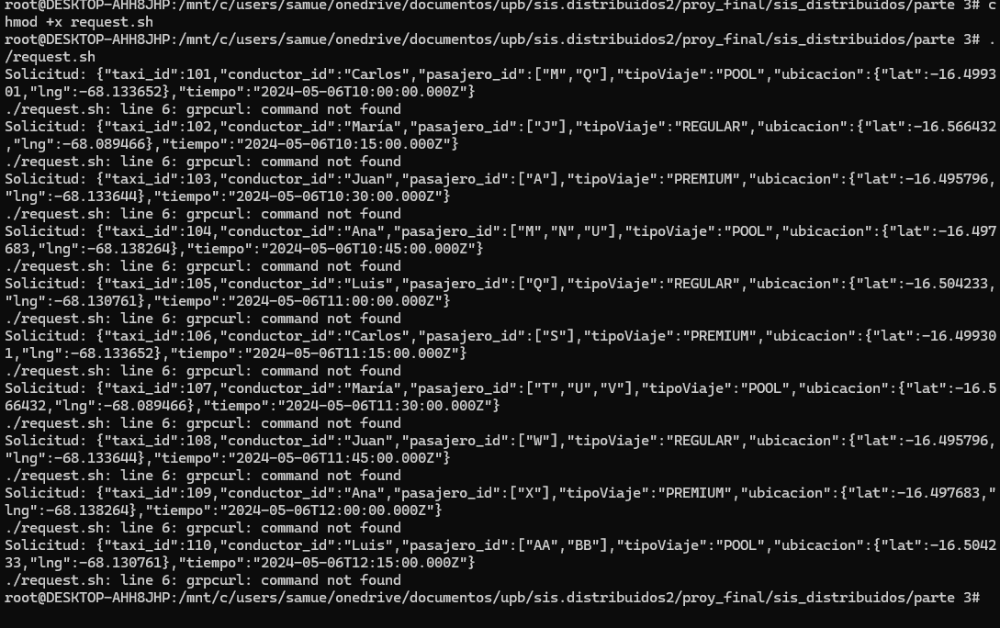 root@DESKTOP-AHH8JHP:/mnt/c/users/samue/onedrive/documentos/upb/sis.distribuidos2/proy_final/sis_distribuidos/parte 3# c
hmod +x request.sh
root@DESKTOP-AHH8JHP:/mnt/c/users/samue/onedrive/documentos/upb/sis.distribuidos2/proy_final/sis_distribuidos/parte 3# .
/request.sh
Solicitud: {"taxi_id":101,"conductor_id":"Carlos","pasajero_id":["M","Q"],"tipoViaje":"POOL","ubicacion":{"lat":-16.4993
01,"lng":-68.133652},"tiempo":"2024-05-06T10:00:00.000Z"}
./request.sh: line 6: grpcurl: command not found
Solicitud: {"taxi_id":102,"conductor_id":"María","pasajero_id":["J"],"tipoViaje":"REGULAR","ubicacion":{"lat":-16.566432
,"lng":-68.089466},"tiempo":"2024-05-06T10:15:00.000Z"}
./request.sh: line 6: grpcurl: command not found
Solicitud: {"taxi_id":103,"conductor_id":"Juan","pasajero_id":["A"],"tipoViaje":"PREMIUM","ubicacion":{"lat":-16.495796,
"lng":-68.133644},"tiempo":"2024-05-06T10:30:00.000Z"}
./request.sh: line 6: grpcurl: command not found
Solicitud: {"taxi_id":104,"conductor_id":"Ana","pasajero_id":["M","N","U"],"tipoViaje":"POOL","ubicacion":{"lat":-16.497
683,"lng":-68.138264},"tiempo":"2024-05-06T10:45:00.000Z"}
./request.sh: line 6: grpcurl: command not found
Solicitud: {"taxi_id":105,"conductor_id":"Luis","pasajero_id":["Q"],"tipoViaje":"REGULAR","ubicacion":{"lat":-16.504233,
"lng":-68.130761},"tiempo":"2024-05-06T11:00:00.000Z"}
./request.sh: line 6: grpcurl: command not found
Solicitud: {"taxi_id":106,"conductor_id":"Carlos","pasajero_id":["S"],"tipoViaje":"PREMIUM","ubicacion":{"lat":-16.49930
1,"lng":-68.133652},"tiempo":"2024-05-06T11:15:00.000Z"}
./request.sh: line 6: grpcurl: command not found
Solicitud: {"taxi_id":107,"conductor_id":"María","pasajero_id":["T","U","V"],"tipoViaje":"POOL","ubicacion":{"lat":-16.5
66432,"lng":-68.089466},"tiempo":"2024-05-06T11:30:00.000Z"}
./request.sh: line 6: grpcurl: command not found
Solicitud: {"taxi_id":108,"conductor_id":"Juan","pasajero_id":["W"],"tipoViaje":"REGULAR","ubicacion":{"lat":-16.495796,
"lng":-68.133644},"tiempo":"2024-05-06T11:45:00.000Z"}
./request.sh: line 6: grpcurl: command not found
Solicitud: {"taxi_id":109,"conductor_id":"Ana","pasajero_id":["X"],"tipoViaje":"PREMIUM","ubicacion":{"lat":-16.497683,"
lng":-68.138264},"tiempo":"2024-05-06T12:00:00.000Z"}
./request.sh: line 6: grpcurl: command not found
Solicitud: {"taxi_id":110,"conductor_id":"Luis","pasajero_id":["AA","BB"],"tipoViaje":"POOL","ubicacion":{"lat":-16.5042
33,"lng":-68.130761},"tiempo":"2024-05-06T12:15:00.000Z"}
./request.sh: line 6: grpcurl: command not found
root@DESKTOP-AHH8JHP:/mnt/c/users/samue/onedrive/documentos/upb/sis.distribuidos2/proy_final/sis_distribuidos/parte 3#